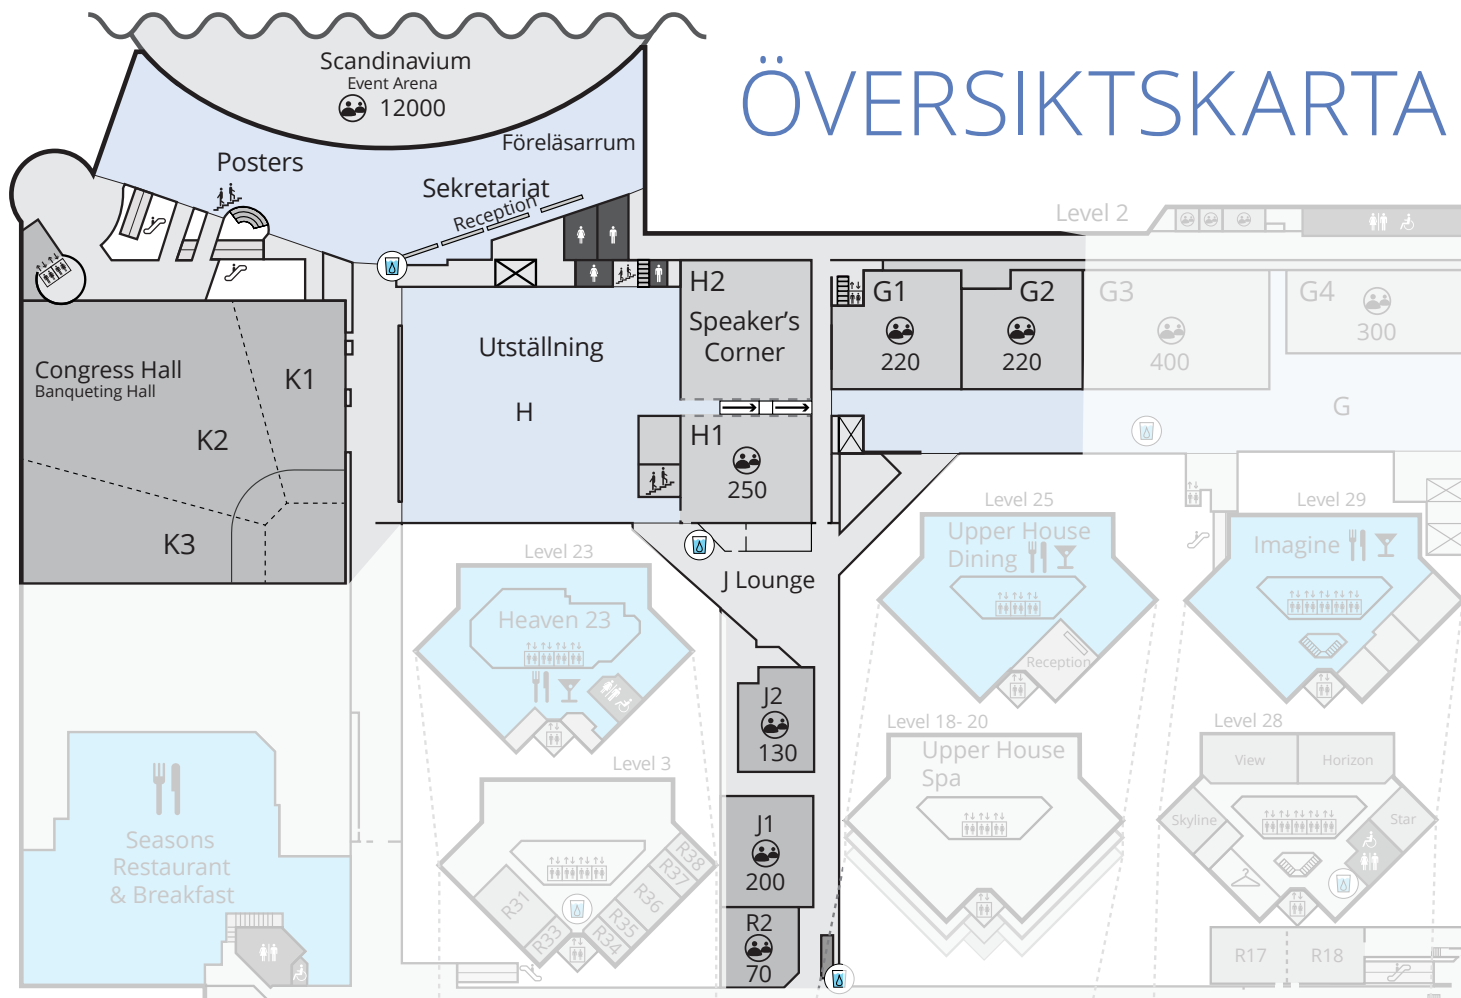 ÖVERSIKTSKARTA
Scandinavium
Event Arena
12000
Föreläsarrum
Posters
Sekretariat
Reception
Level 2
H2
Speaker's
Corner
G1
220
G2
220
G3
400
G4
300
G
Utställning
H
H1
250
Congress Hall
Banqueting Hall
K1
K2
K3
J Lounge
Level 23
Heaven 23
Level 25
Upper House
Dining
Reception
Level 29
Imagine
J2
130
Level 3
R31
R33
R34
R35
R36
R37
R38
J1
200
R2
70
Level 18- 20
Upper House
Spa
Level 28
View
Horizon
Skyline
Star
R17
R18
Seasons
Restaurant
& Breakfast